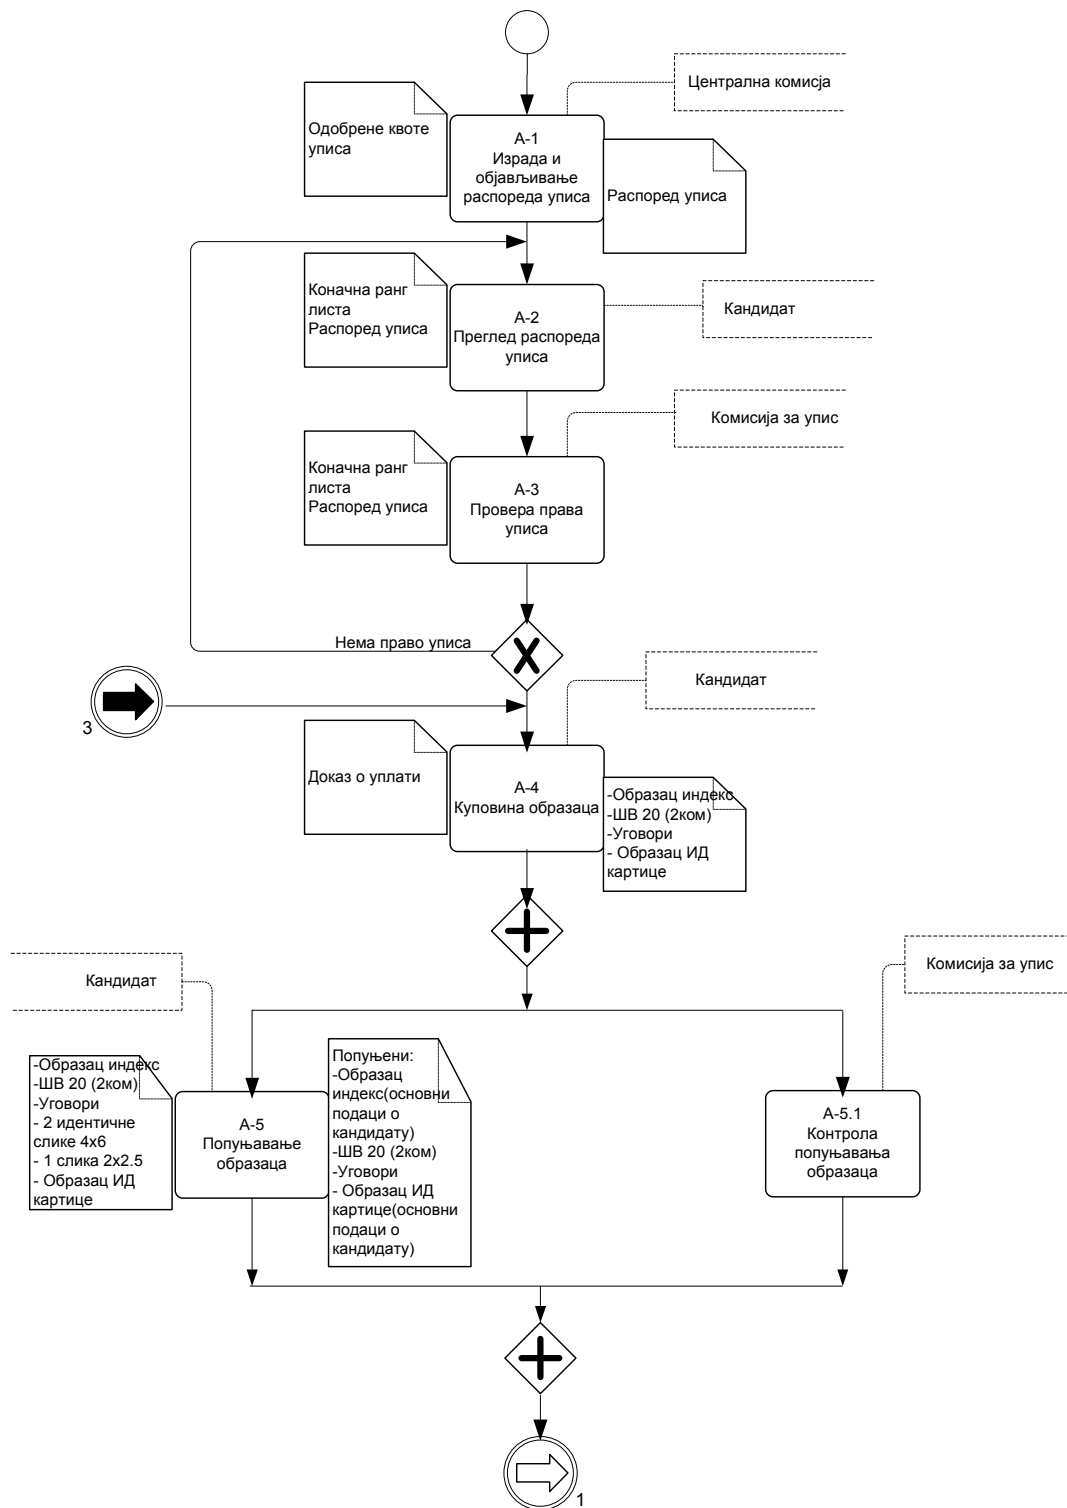 Централна комисја
Одобрене квоте
уписа
А-1
Израда и
објављивање
распореда уписа
Распоред уписа
Коначна ранг
листа
Распоред уписа
А-2
Преглед распореда
уписа
Кандидат
Комисија за упис
Коначна ранг
листа
Распоред уписа
А-3
Провера права
уписа
Нема право уписа
Кандидат
3
Доказ о уплати
А-4
Куповина образаца
-Образац индекс
-ШВ 20 (2ком)
-Уговори
- Образац ИД
картице
Кандидат
Комисија за упис
-Образац индекс
-ШВ 20 (2ком)
-Уговори
- 2 идентичне
слике 4x6
- 1 слика 2x2.5
- Образац ИД
картице
А-5
Попуњавање
образаца
Попуњени:
-Образац
индекс(основни
подаци о
кандидату)
-ШВ 20 (2ком)
-Уговори
- Образац ИД
картице(основни
подаци о
кандидату)
А-5.1
Контрола
попуњавања
образаца
1